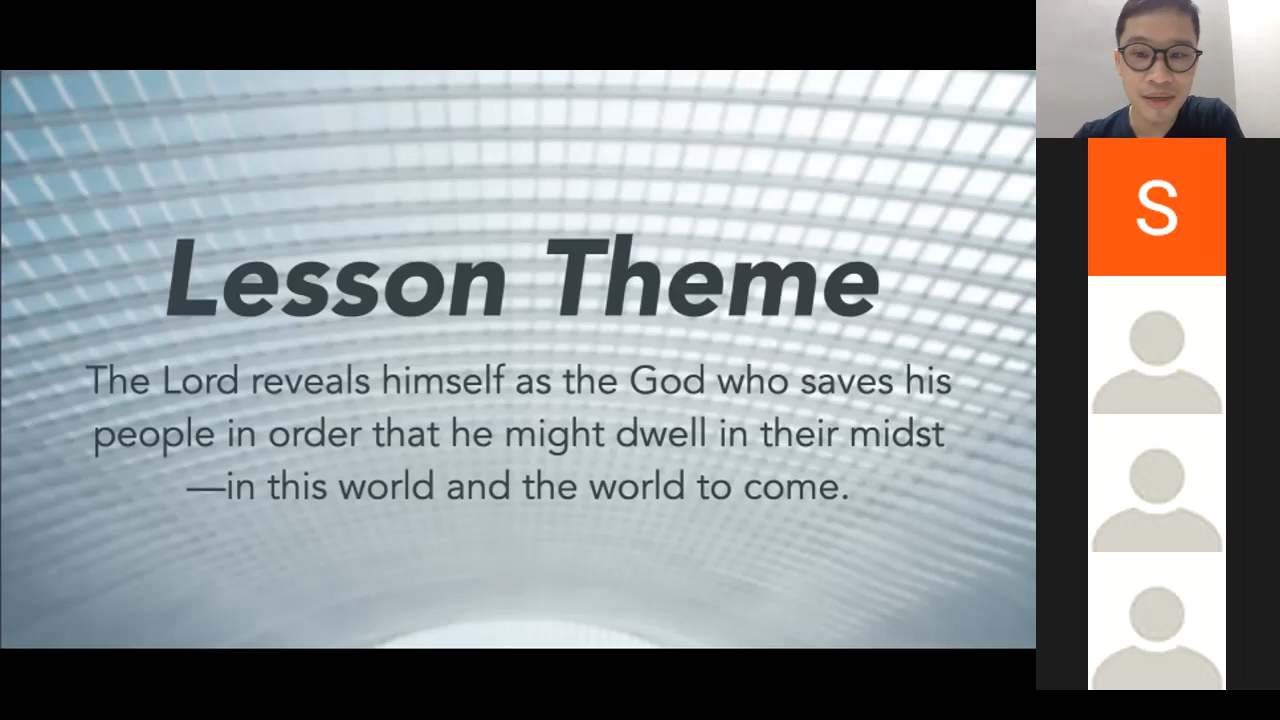 Lesson Theme
The Lord reveals himself as the God who saves his
people in order that he might dwell in their midst
—in this world and the world to come.
S